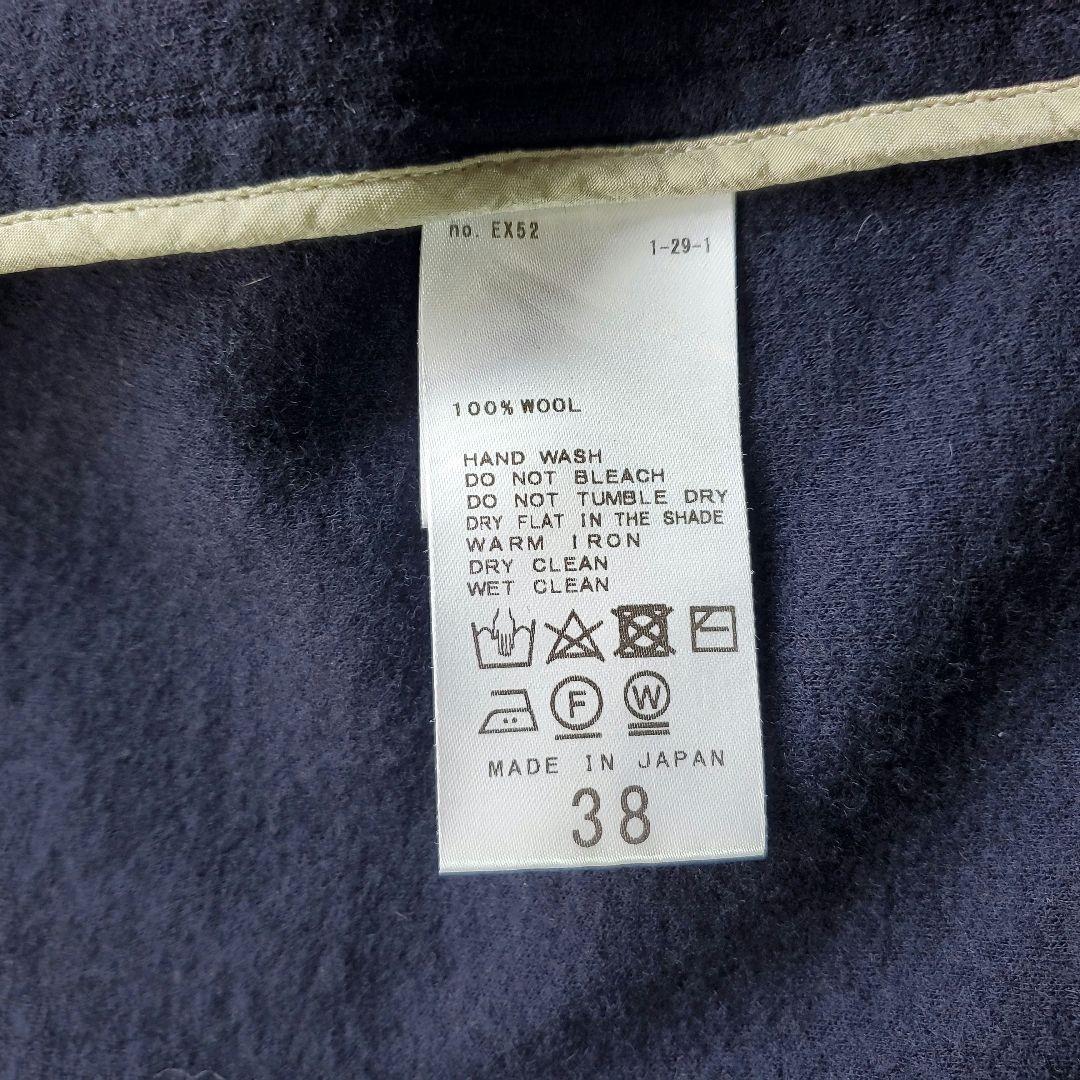 no. EX52
1-29-1
100% WOOL
HAND WASH
DO NOT BLEACH
DO NOT TUMBLE DRY
DRY FLAT IN THE SHADE
WARM IRON
DRY CLEAN
WET CLEAN
F W
MADE IN JAPAN
38